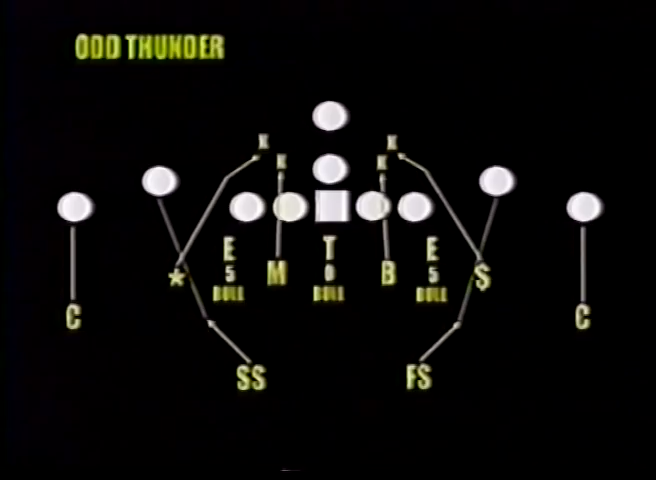 ODD THUNDER
X X
X X
E T E
5 M 0 B 5
* $
BULL BULL BULL
C C
SS FS